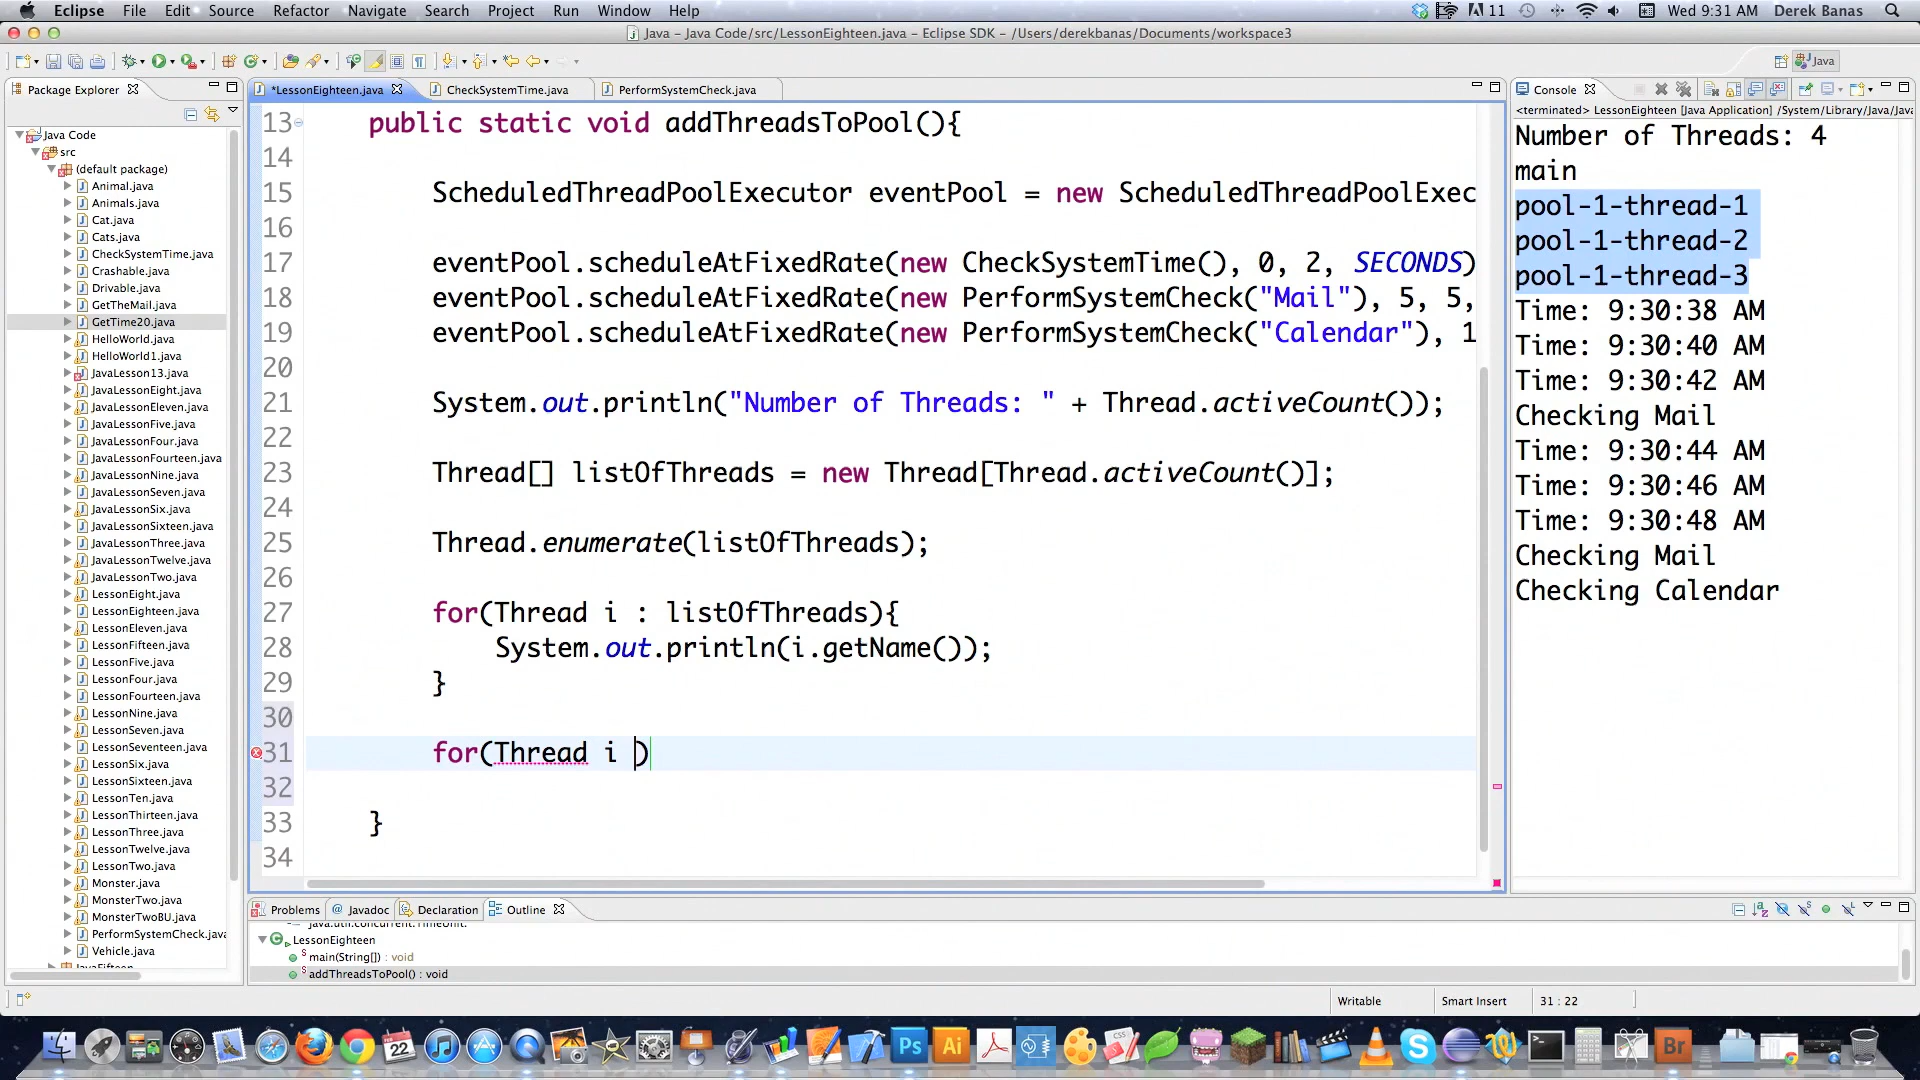 Eclipse File Edit Source Refactor Navigate Search Project Run Window Help
11 Wed 9:31 AM Derek Banas
Java – Java Code/src/LessonEighteen.java – Eclipse SDK – /Users/derekbanas/Documents/workspace3
Java
Package Explorer
Java Code
src
(default package)
Animal.java
Animals.java
Cat.java
Cats.java
CheckSystemTime.java
Crashable.java
Drivable.java
GetTheMail.java
GetTime20.java
HelloWorld.java
HelloWorld1.java
JavaLesson13.java
JavaLessonEight.java
JavaLessonEleven.java
JavaLessonFive.java
JavaLessonFour.java
JavaLessonFourteen.java
JavaLessonNine.java
JavaLessonSeven.java
JavaLessonSix.java
JavaLessonSixteen.java
JavaLessonThree.java
JavaLessonTwelve.java
JavaLessonTwo.java
LessonEight.java
LessonEighteen.java
LessonEleven.java
LessonFifteen.java
LessonFive.java
LessonFour.java
LessonFourteen.java
LessonNine.java
LessonSeven.java
LessonSeventeen.java
LessonSix.java
LessonSixteen.java
LessonTen.java
LessonThirteen.java
LessonThree.java
LessonTwelve.java
LessonTwo.java
Monster.java
MonsterTwo.java
MonsterTwoBU.java
PerformSystemCheck.java
Vehicle.java
JavaFifteen
*LessonEighteen.java CheckSystemTime.java PerformSystemCheck.java
13 public static void addThreadsToPool(){
14
15 ScheduledThreadPoolExecutor eventPool = new ScheduledThreadPoolExec
16
17 eventPool.scheduleAtFixedRate(new CheckSystemTime(), 0, 2, SECONDS)
18 eventPool.scheduleAtFixedRate(new PerformSystemCheck("Mail"), 5, 5,
19 eventPool.scheduleAtFixedRate(new PerformSystemCheck("Calendar"), 1
20
21 System.out.println("Number of Threads: " + Thread.activeCount());
22
23 Thread[] listOfThreads = new Thread[Thread.activeCount()];
24
25 Thread.enumerate(listOfThreads);
26
27 for(Thread i : listOfThreads){
28 System.out.println(i.getName());
29 }
30
31 for(Thread i )
32
33 }
34
Console
<terminated> LessonEighteen [Java Application] /System/Library/Java/Java
Number of Threads: 4
main
pool-1-thread-1
pool-1-thread-2
pool-1-thread-3
Time: 9:30:38 AM
Time: 9:30:40 AM
Time: 9:30:42 AM
Checking Mail
Time: 9:30:44 AM
Time: 9:30:46 AM
Time: 9:30:48 AM
Checking Mail
Checking Calendar
Problems @ Javadoc Declaration Outline
java.util.concurrent.TimeUnit.
LessonEighteen
main(String[]) : void
addThreadsToPool() : void
Writable Smart Insert 31 : 22
FEB
22
Ps
Ai
CSS
S
Br